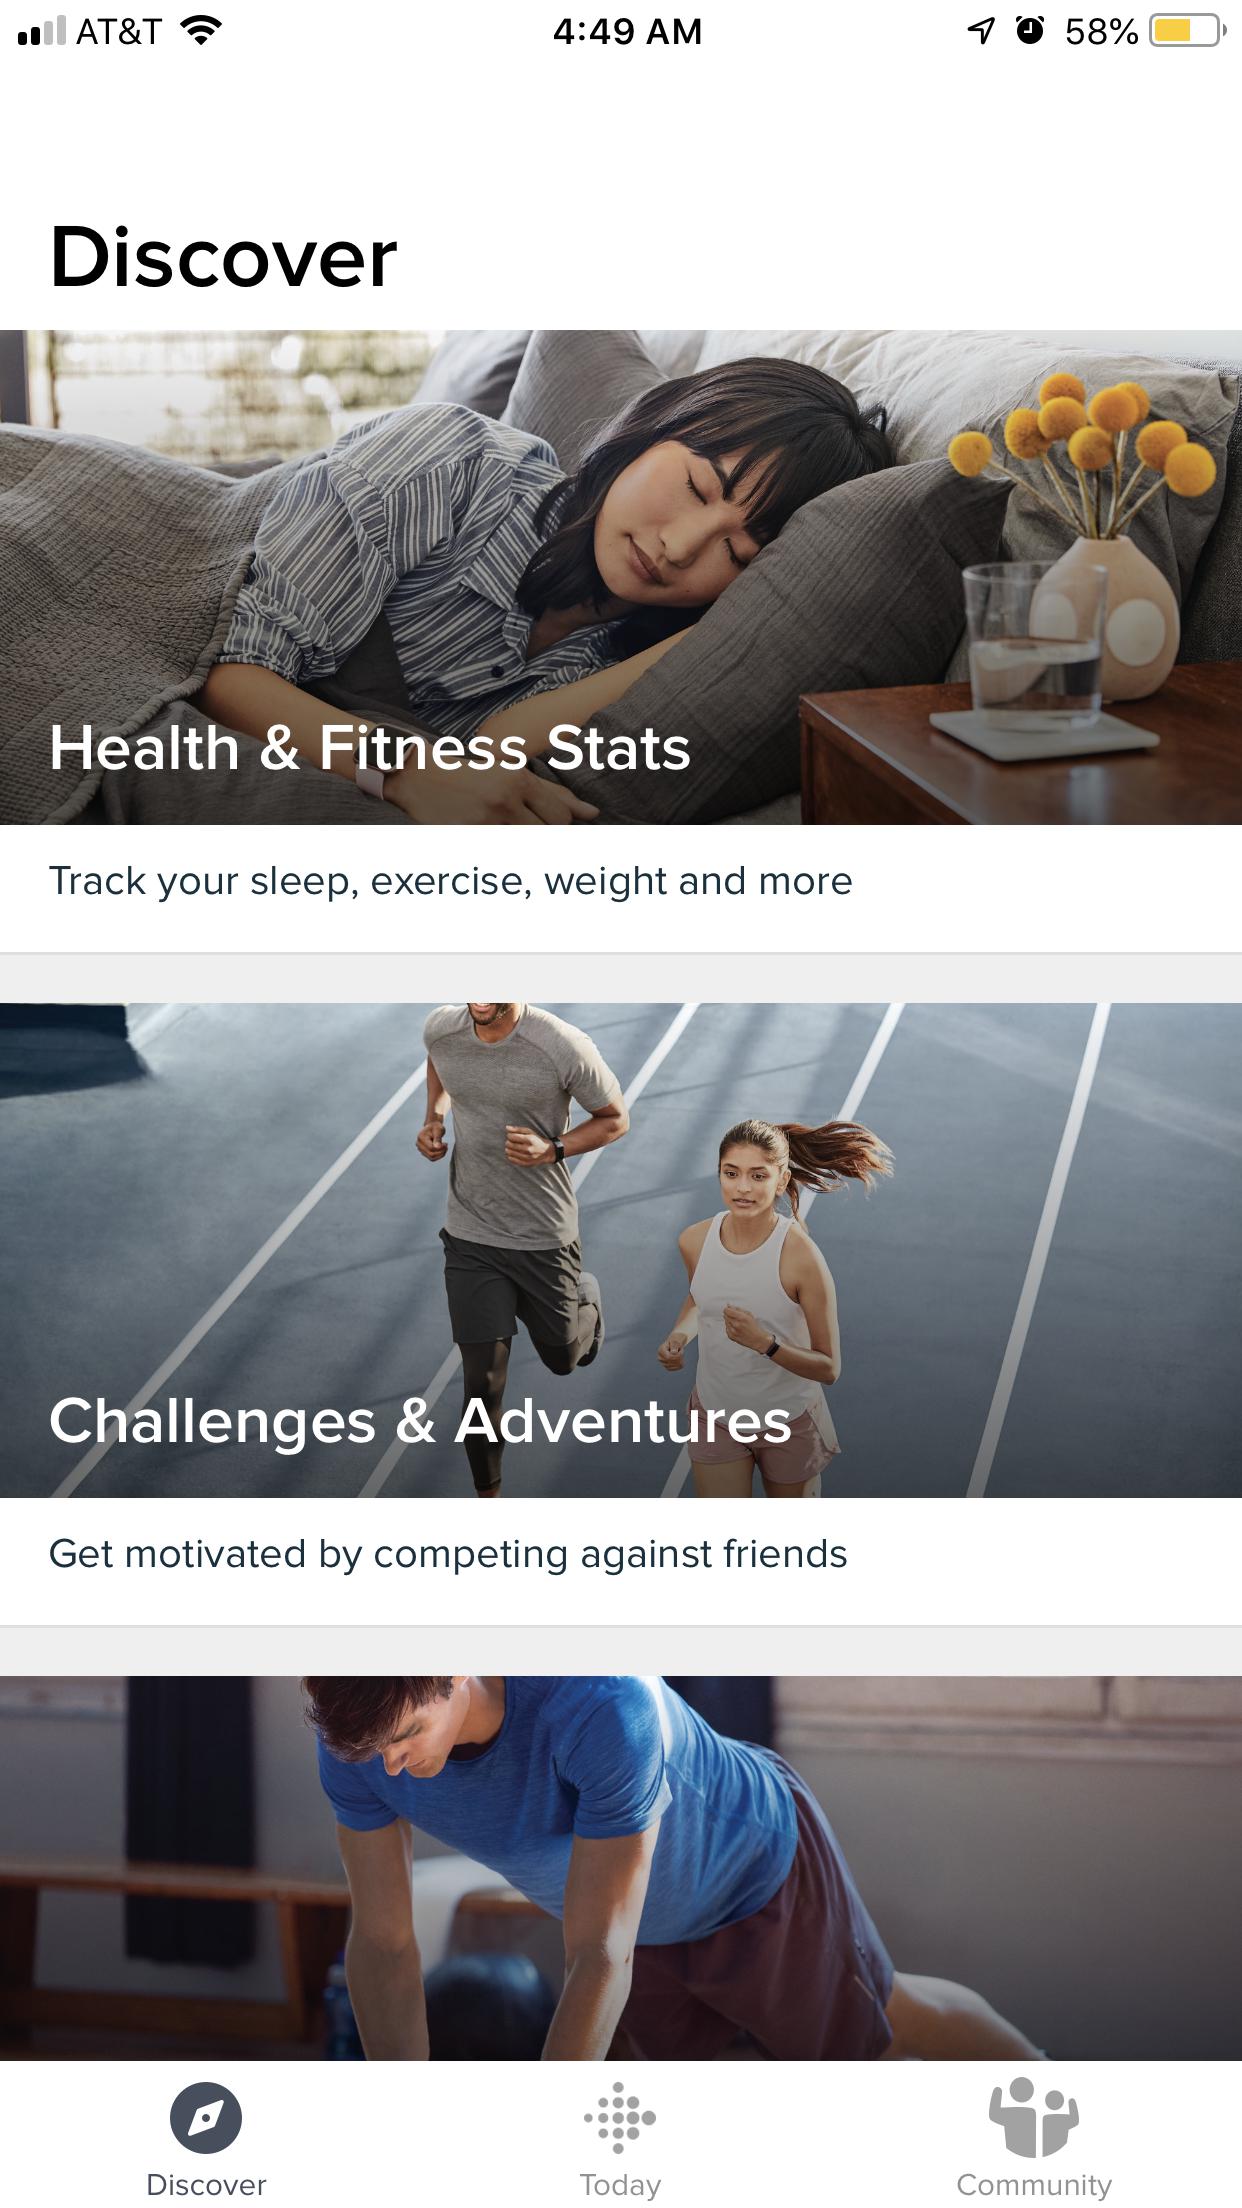 AT&T 4:49 AM 58%
Discover
Health & Fitness Stats
Track your sleep, exercise, weight and more
Challenges & Adventures
Get motivated by competing against friends
Discover Today Community